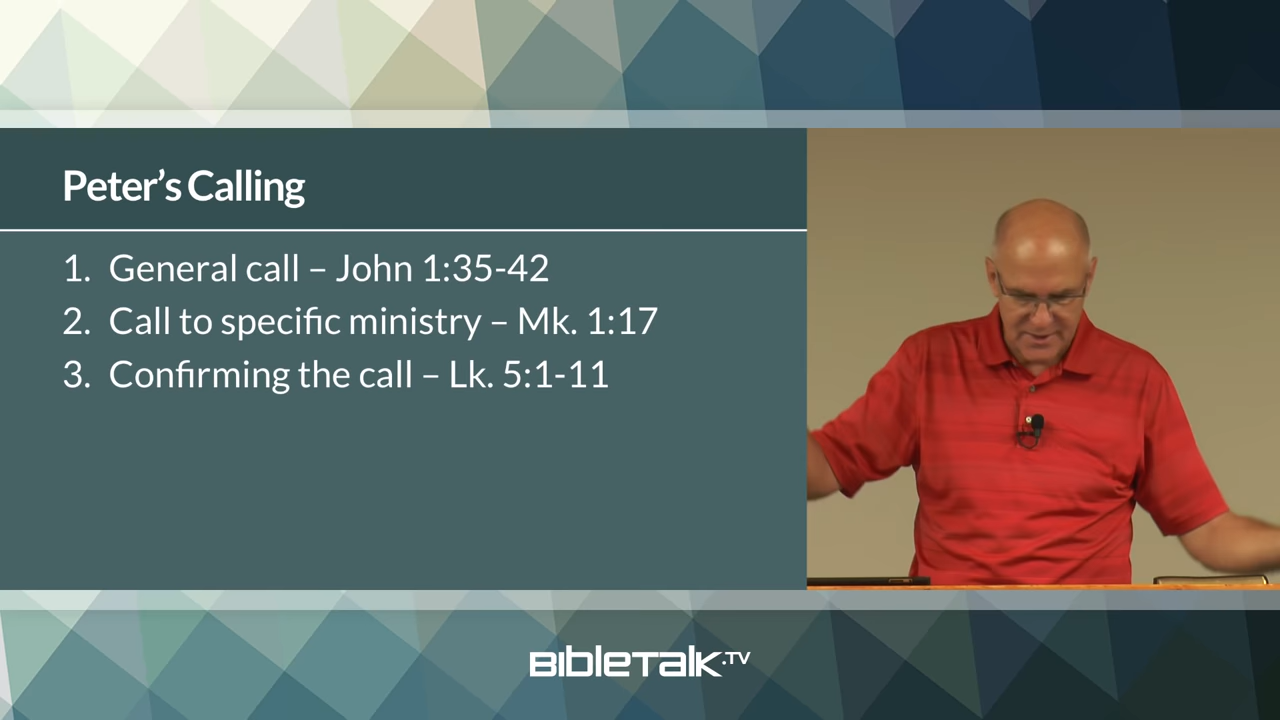 Peter's Calling
1. General call – John 1:35-42
2. Call to specific ministry – Mk. 1:17
3. Confirming the call – Lk. 5:1-11
BIBLETALK.TV